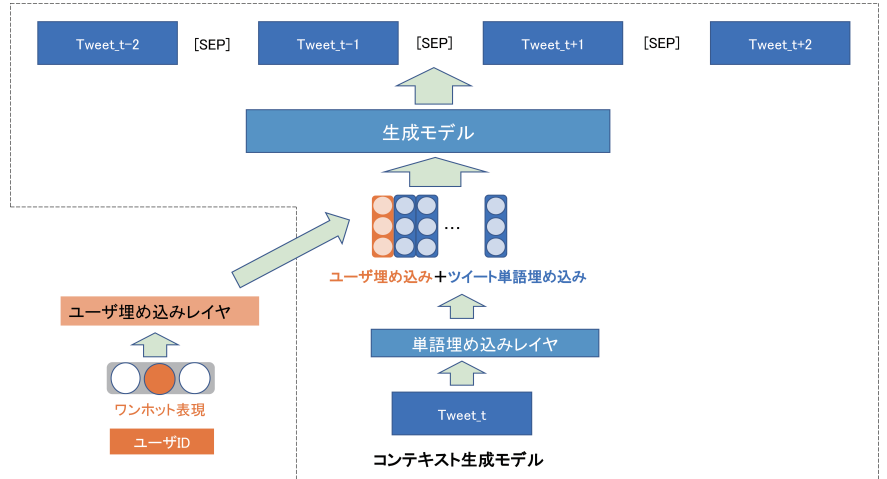 Tweet_t-2 [SEP] Tweet_t-1 [SEP] Tweet_t+1 [SEP] Tweet_t+2
生成モデル
...
ユーザ埋め込み+ツイート単語埋め込み
ユーザ埋め込みレイヤ
単語埋め込みレイヤ
ワンホット表現
Tweet_t
ユーザID
コンテキスト生成モデル